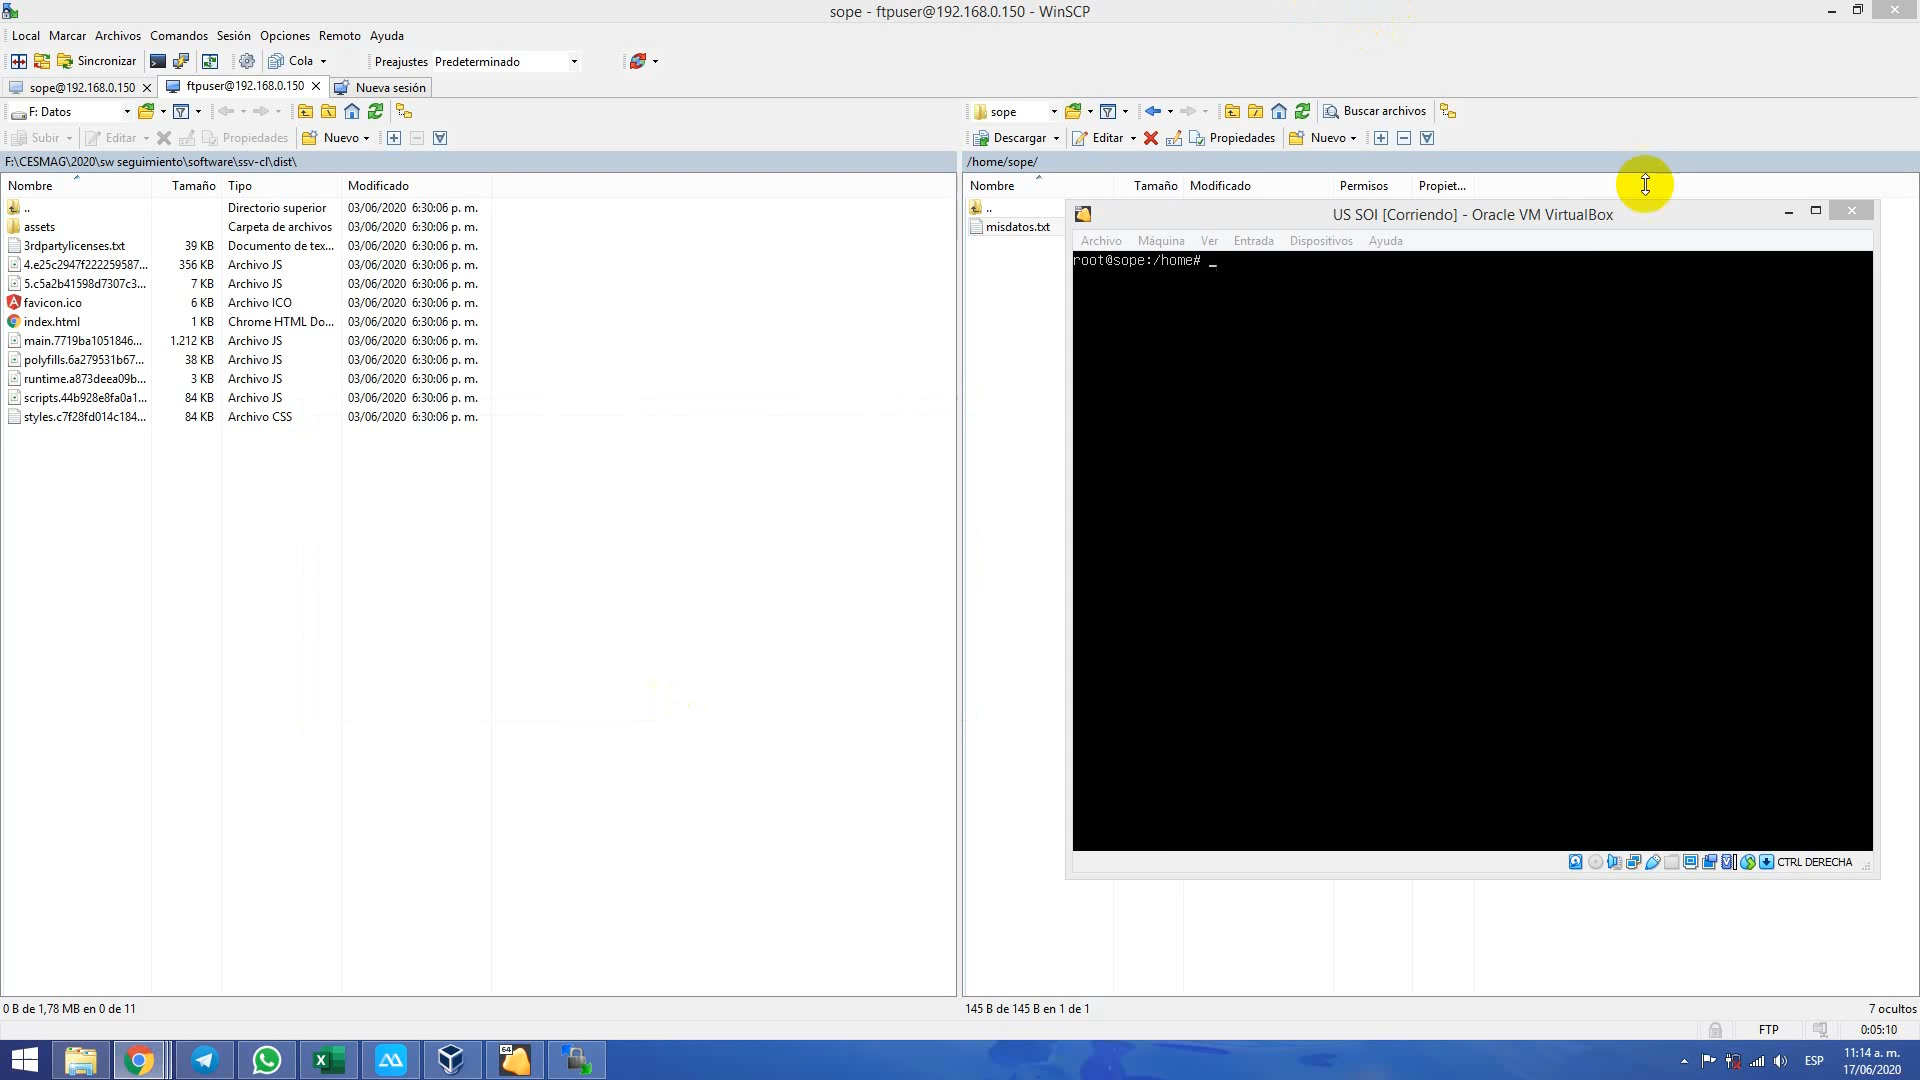 sope - ftpuser@192.168.0.150 - WinSCP
Local Marcar Archivos Comandos Sesión Opciones Remoto Ayuda
Sincronizar Cola Preajustes Predeterminado
sope@192.168.0.150 ftpuser@192.168.0.150 Nueva sesión
F: Datos
sope Buscar archivos
Subir Editar Propiedades Nuevo
Descargar Editar Propiedades Nuevo
F:\CESMAG\2020\sw seguimiento\software\ssv-cl\dist\
/home/sope/
Nombre Tamaño Tipo Modificado
Nombre Tamaño Modificado Permisos Propiet...
.. Directorio superior 03/06/2020 6:30:06 p. m.
assets Carpeta de archivos 03/06/2020 6:30:06 p. m.
3rdpartylicenses.txt 39 KB Documento de tex... 03/06/2020 6:30:06 p. m.
4.e25c2947f222259587... 356 KB Archivo JS 03/06/2020 6:30:06 p. m.
5.c5a2b41598d7307c3... 7 KB Archivo JS 03/06/2020 6:30:06 p. m.
favicon.ico 6 KB Archivo ICO 03/06/2020 6:30:06 p. m.
index.html 1 KB Chrome HTML Do... 03/06/2020 6:30:06 p. m.
main.7719ba1051846... 1.212 KB Archivo JS 03/06/2020 6:30:06 p. m.
polyfills.6a279531b67... 38 KB Archivo JS 03/06/2020 6:30:06 p. m.
runtime.a873deea09b... 3 KB Archivo JS 03/06/2020 6:30:06 p. m.
scripts.44b928e8fa0a1... 84 KB Archivo JS 03/06/2020 6:30:06 p. m.
styles.c7f28fd014c184... 84 KB Archivo CSS 03/06/2020 6:30:06 p. m.
..
misdatos.txt
US SOI [Corriendo] - Oracle VM VirtualBox
Archivo Máquina Ver Entrada Dispositivos Ayuda
root@sope:/home# _
CTRL DERECHA
0 B de 1,78 MB en 0 de 11
145 B de 145 B en 1 de 1
7 ocultos
FTP 0:05:10
64
ESP
11:14 a. m.
17/06/2020